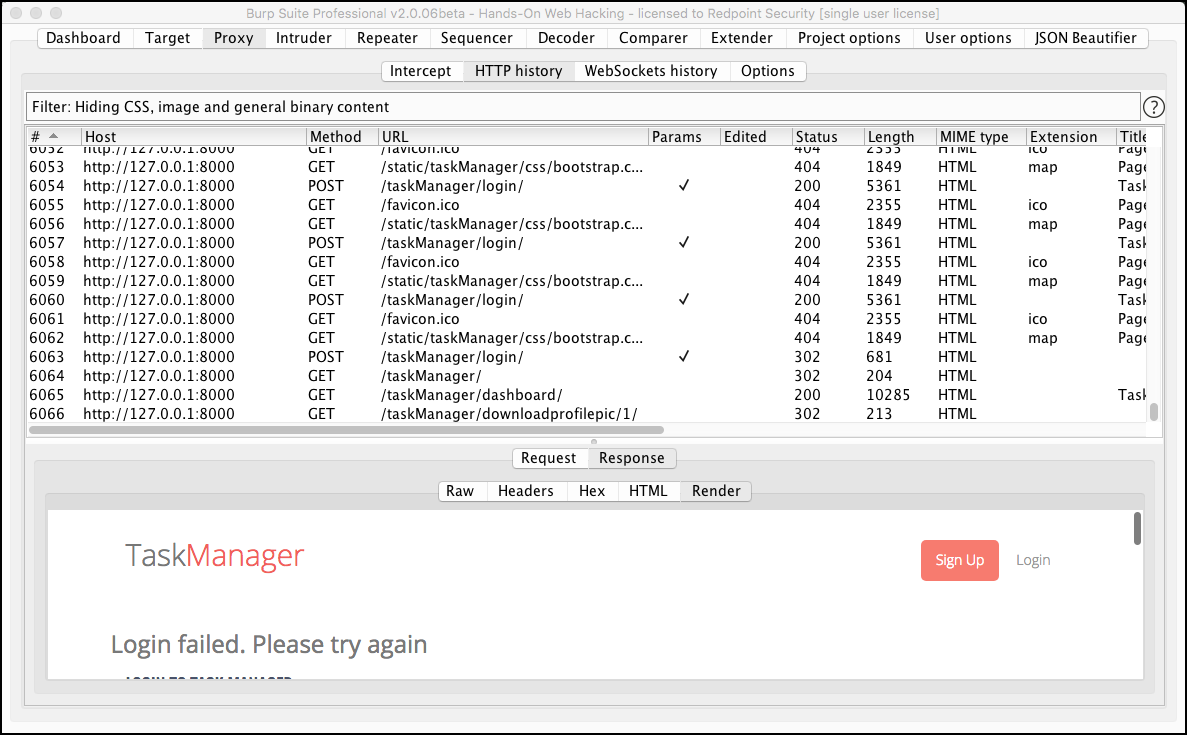 Burp Suite Professional v2.0.06beta - Hands-On Web Hacking - licensed to Redpoint Security [single user license]
Dashboard Target Proxy Intruder Repeater Sequencer Decoder Comparer Extender Project options User options JSON Beautifier
Intercept HTTP history WebSockets history Options
Filter: Hiding CSS, image and general binary content ?
# Host Method URL Params Edited Status Length MIME type Extension Title
6052 http://127.0.0.1:8000 GET /favicon.ico 404 2355 HTML ico Page
6053 http://127.0.0.1:8000 GET /static/taskManager/css/bootstrap.c... 404 1849 HTML map Page
6054 http://127.0.0.1:8000 POST /taskManager/login/ ✓ 200 5361 HTML Task
6055 http://127.0.0.1:8000 GET /favicon.ico 404 2355 HTML ico Page
6056 http://127.0.0.1:8000 GET /static/taskManager/css/bootstrap.c... 404 1849 HTML map Page
6057 http://127.0.0.1:8000 POST /taskManager/login/ ✓ 200 5361 HTML Task
6058 http://127.0.0.1:8000 GET /favicon.ico 404 2355 HTML ico Page
6059 http://127.0.0.1:8000 GET /static/taskManager/css/bootstrap.c... 404 1849 HTML map Page
6060 http://127.0.0.1:8000 POST /taskManager/login/ ✓ 200 5361 HTML Task
6061 http://127.0.0.1:8000 GET /favicon.ico 404 2355 HTML ico Page
6062 http://127.0.0.1:8000 GET /static/taskManager/css/bootstrap.c... 404 1849 HTML map Page
6063 http://127.0.0.1:8000 POST /taskManager/login/ ✓ 302 681 HTML
6064 http://127.0.0.1:8000 GET /taskManager/ 302 204 HTML
6065 http://127.0.0.1:8000 GET /taskManager/dashboard/ 200 10285 HTML Task
6066 http://127.0.0.1:8000 GET /taskManager/downloadprofilepic/1/ 302 213 HTML
Request Response
Raw Headers Hex HTML Render
TaskManager Sign Up Login
Login failed. Please try again
LOGIN TO TASK MANAGER